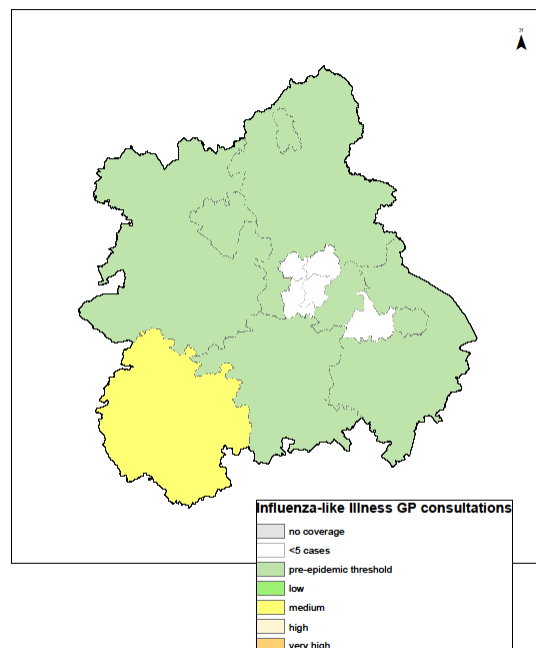 N
Influenza-like Illness GP consultations
no coverage
<5 cases
pre-epidemic threshold
low
medium
high
very high